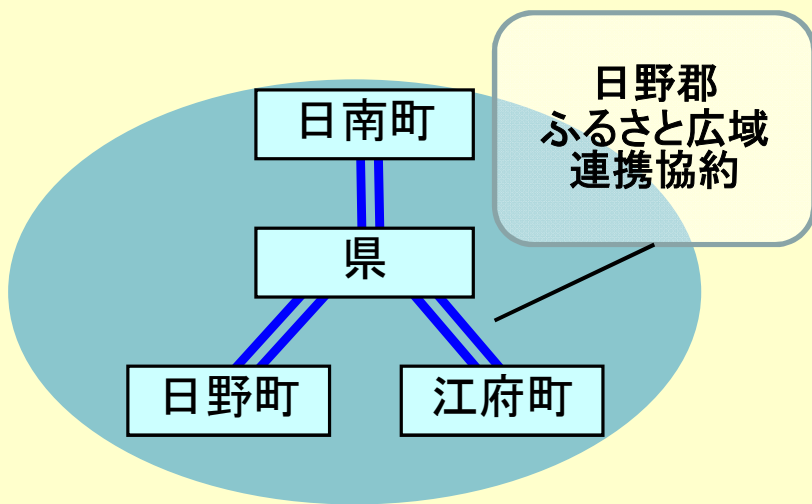 日野郡
ふるさと広域
連携協約
日南町
県
日野町
江府町